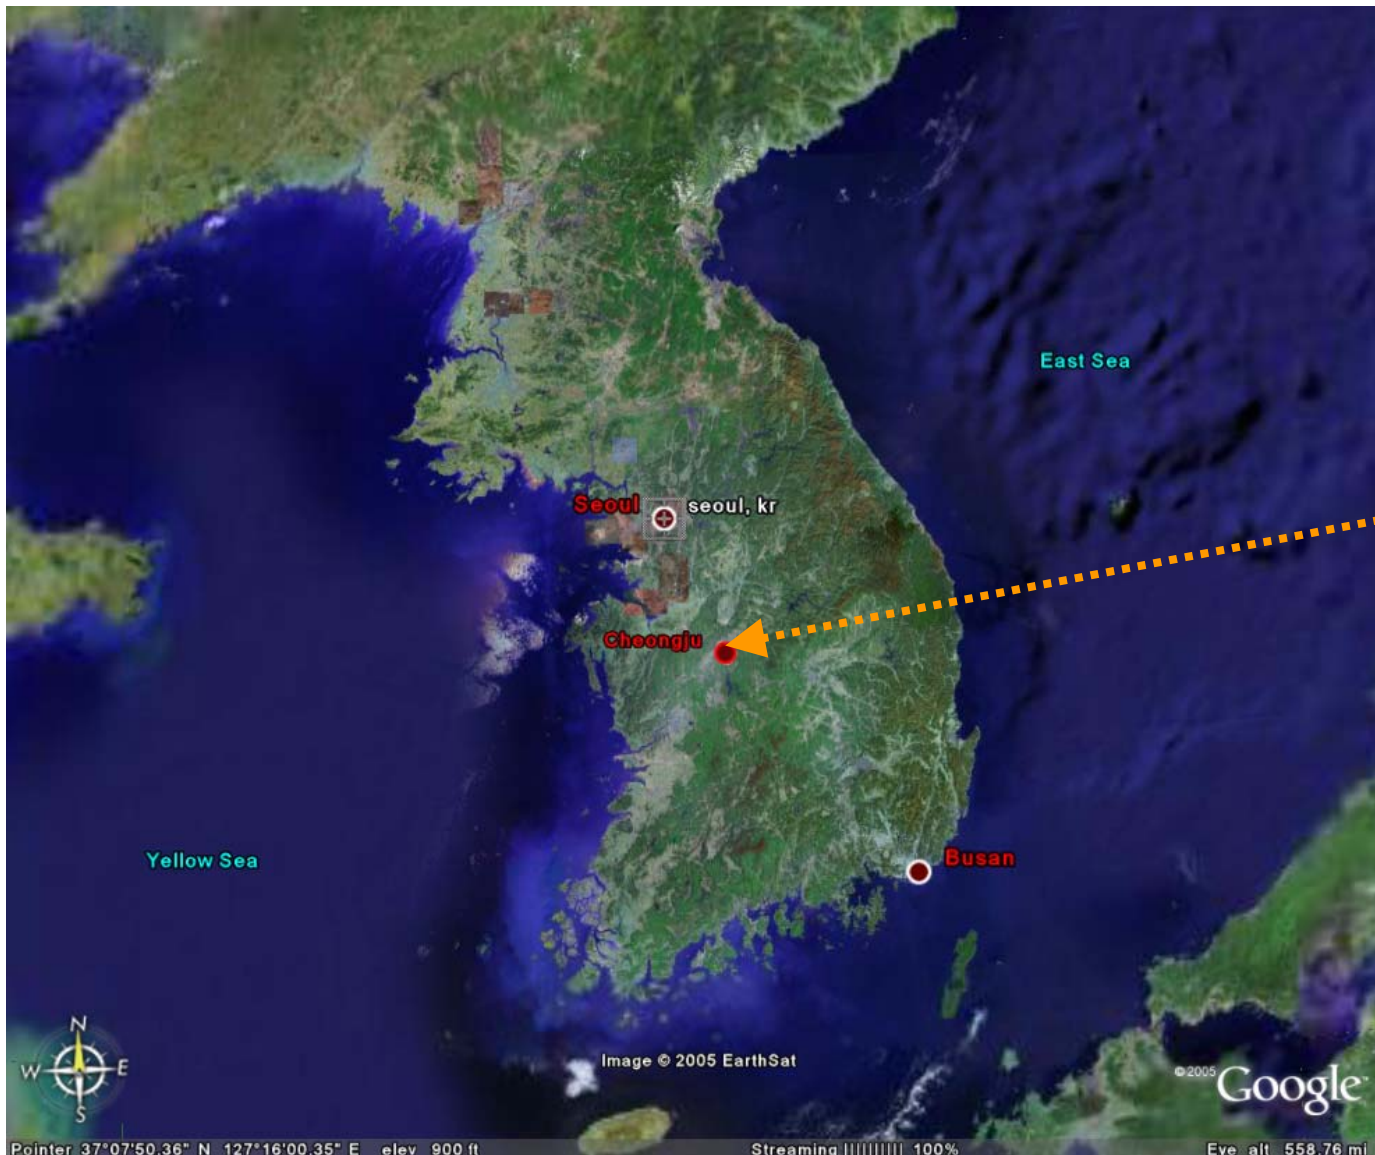 East Sea
Seoul seoul, kr
Cheongju
Yellow Sea
Busan
N
W E
S
Image © 2005 EarthSat
©2005 Google™
Pointer 37°07'50.36" N 127°16'00.35" E elev 900 ft Streaming |||||||||| 100% Eye alt 558.76 mi